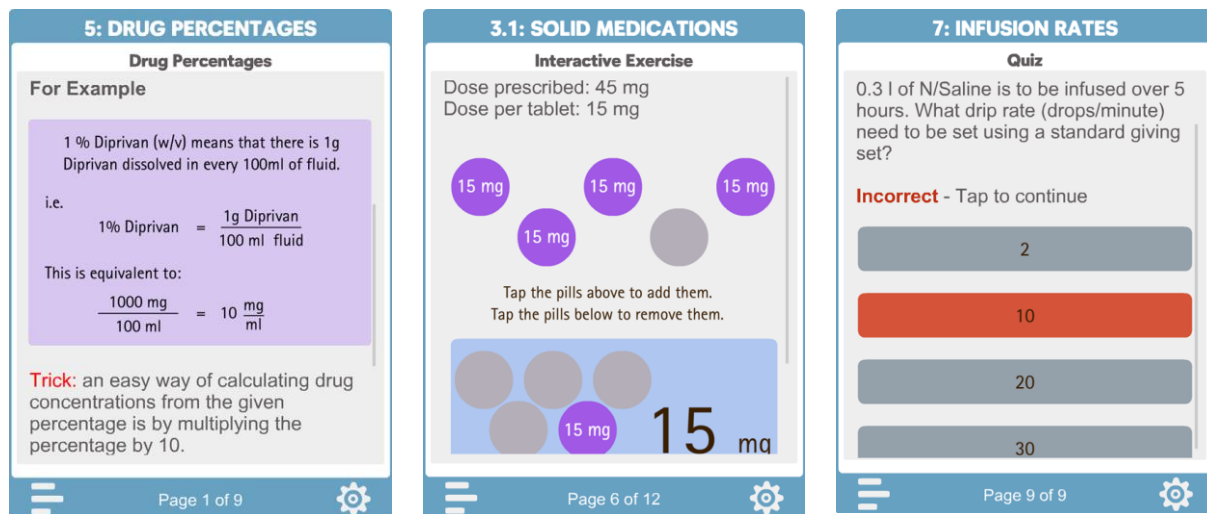 5: DRUG PERCENTAGES
Drug Percentages
For Example
1 % Diprivan (w/v) means that there is 1g
Diprivan dissolved in every 100ml of fluid.
i.e.
1% Diprivan = 1g Diprivan / 100 ml fluid
This is equivalent to:
1000 mg / 100 ml = 10 mg / ml
Trick: an easy way of calculating drug
concentrations from the given
percentage is by multiplying the
percentage by 10.
Page 1 of 9
3.1: SOLID MEDICATIONS
Interactive Exercise
Dose prescribed: 45 mg
Dose per tablet: 15 mg
15 mg 15 mg 15 mg
15 mg
Tap the pills above to add them.
Tap the pills below to remove them.
15 mg 15 mg
Page 6 of 12
7: INFUSION RATES
Quiz
0.3 l of N/Saline is to be infused over 5
hours. What drip rate (drops/minute)
need to be set using a standard giving
set?
Incorrect - Tap to continue
2
10
20
30
Page 9 of 9